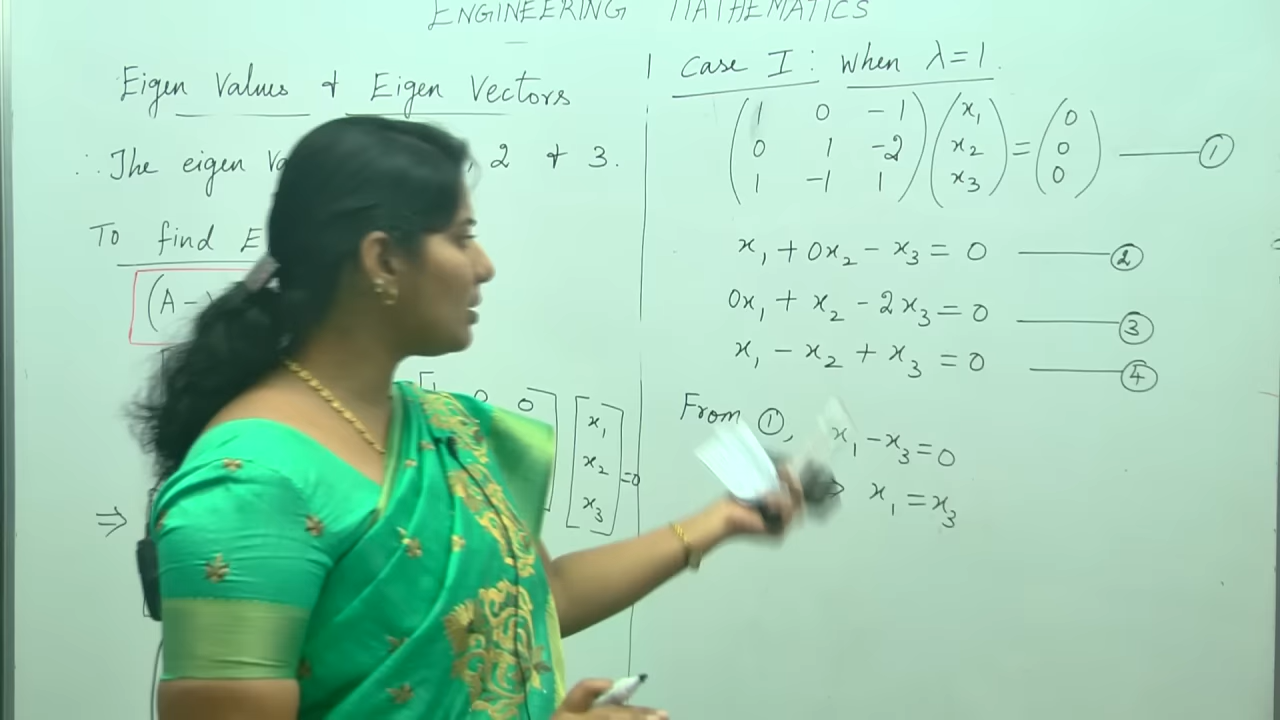 ENGINEERING MATHEMATICS
Eigen Values & Eigen Vectors
∴ The eigen 2 & 3.
To find
(A-
0 0
[x₁ x₂ x₃] =0
⇒
Case I : When λ=1.
(1 0 -1) (x₁) (0)
(0 1 -2) (x₂) = (0) ——— ①
(1 -1 1) (x₃) (0)
x₁ + 0x₂ - x₃ = 0 ——— ②
0x₁ + x₂ - 2x₃ = 0 ——— ③
x₁ - x₂ + x₃ = 0 ——— ④
From ①, x₁ - x₃ = 0
x₁ = x₃